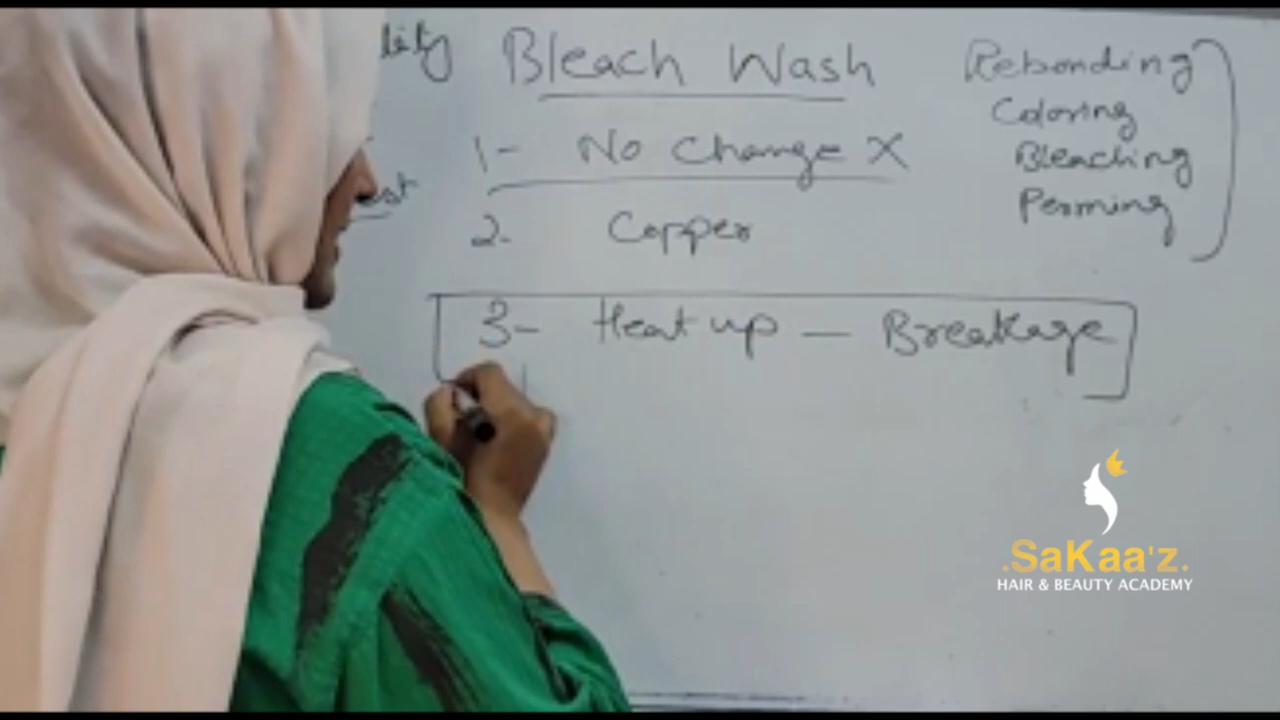 Bleach Wash
Rebonding
Coloring
Bleaching
Perming
1- No Change X
2- Copper
3- Heat up — Breakage
.SaKaa'z.
HAIR & BEAUTY ACADEMY